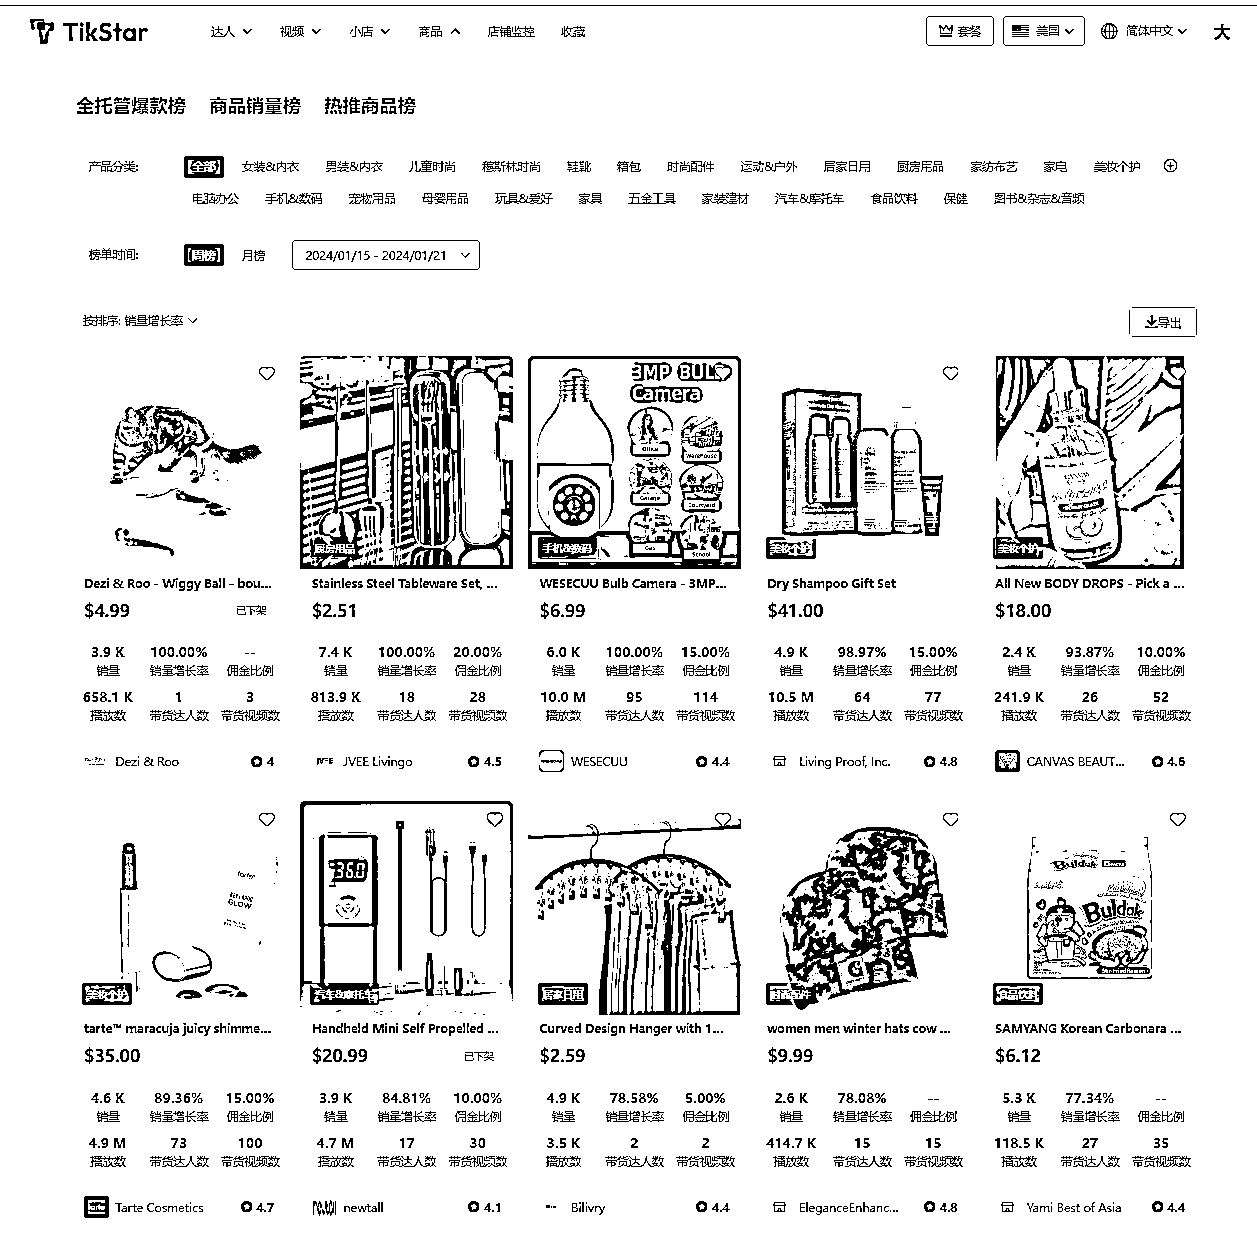 TikStar 达人 视频 小店 商品 店铺监控 收藏 套餐 美国 简体中文 大
全托管爆款榜 商品销量榜 热推商品榜
产品分类: 全部 女装&内衣 男装&内衣 儿童时尚 穆斯林时尚 鞋靴 箱包 时尚配件 运动&户外 居家日用 厨房用品 家纺布艺 家电 美妆个护
电脑办公 手机&数码 宠物用品 母婴用品 玩具&爱好 家具 五金工具 家装建材 汽车&摩托车 食品饮料 保健 图书&杂志&音频
榜单时间: 周榜 月榜 2024/01/15 - 2024/01/21
按排序: 销量增长率 导出
3MP BULB
Camera
Office Warehouse
Garage Courtyard
School
厨房用品 手机&数码 美妆个护 美妆个护
Dezi & Roo - Wiggy Ball - bou... Stainless Steel Tableware Set, ... WESECUU Bulb Camera - 3MP... Dry Shampoo Gift Set All New BODY DROPS - Pick a ...
$4.99 已下架 $2.51 $6.99 $41.00 $18.00
3.9 K 100.00% -- 7.4 K 100.00% 20.00% 6.0 K 100.00% 15.00% 4.9 K 98.97% 15.00% 2.4 K 93.87% 10.00%
销量 销量增长率 佣金比例 销量 销量增长率 佣金比例 销量 销量增长率 佣金比例 销量 销量增长率 佣金比例 销量 销量增长率 佣金比例
658.1 K 1 3 813.9 K 18 28 10.0 M 95 114 10.5 M 64 77 241.9 K 26 52
播放数 带货达人数 带货视频数 播放数 带货达人数 带货视频数 播放数 带货达人数 带货视频数 播放数 带货达人数 带货视频数 播放数 带货达人数 带货视频数
Dezi & Roo 4 JVEE Livingo 4.5 WESECUU 4.4 Living Proof, Inc. 4.8 CANVAS BEAUT... 4.6
tarte
GLOW
360
Buldak
Buldak
美妆个护 汽车&摩托车 居家日用 时尚配件 食品饮料
tarte™ maracuja juicy shimme... Handheld Mini Self Propelled ... Curved Design Hanger with 1... women men winter hats cow ... SAMYANG Korean Carbonara ...
$35.00 $20.99 已下架 $2.59 $9.99 $6.12
4.6 K 89.36% 15.00% 3.9 K 84.81% 10.00% 4.9 K 78.58% 5.00% 2.6 K 78.08% -- 5.3 K 77.34% --
销量 销量增长率 佣金比例 销量 销量增长率 佣金比例 销量 销量增长率 佣金比例 销量 销量增长率 佣金比例 销量 销量增长率 佣金比例
4.9 M 73 100 4.7 M 17 30 3.5 K 2 2 414.7 K 15 15 118.5 K 27 35
播放数 带货达人数 带货视频数 播放数 带货达人数 带货视频数 播放数 带货达人数 带货视频数 播放数 带货达人数 带货视频数 播放数 带货达人数 带货视频数
tarte Tarte Cosmetics 4.7 newtall 4.1 Bilivry 4.4 EleganceEnhanc... 4.8 Yami Best of Asia 4.4